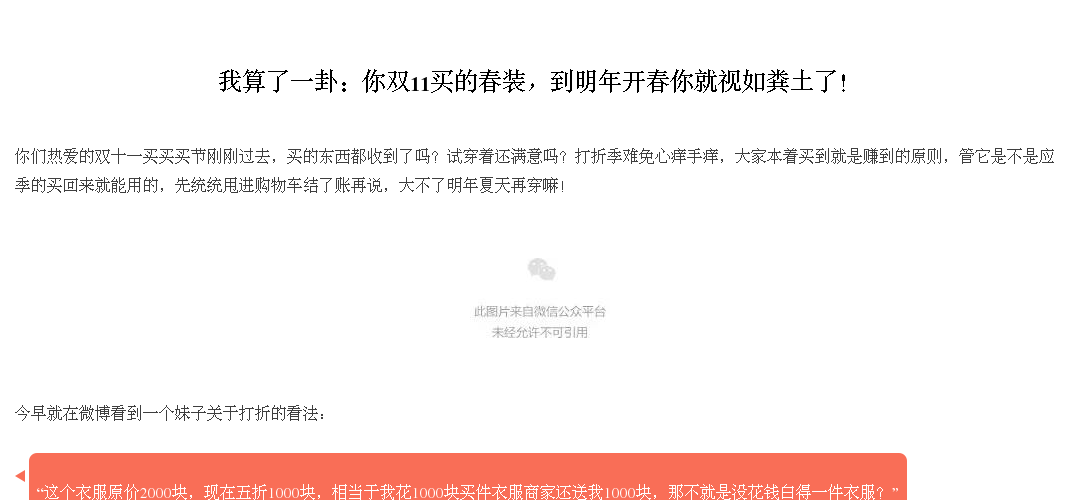 我算了一卦：你双11买的春装，到明年开春你就视如粪土了！
你们热爱的双十一买买买节刚刚过去，买的东西都收到了吗？试穿着还满意吗？打折季难免心痒手痒，大家本着买到就是赚到的原则，管它是不是应
季的买回来就能用的，先统统甩进购物车结了账再说，大不了明年夏天再穿嘛！
此图片来自微信公众平台
未经允许不可引用
今早就在微博看到一个妹子关于打折的看法：
“这个衣服原价2000块，现在五折1000块，相当于我花1000块买件衣服商家还送我1000块，那不就是没花钱白得一件衣服？”